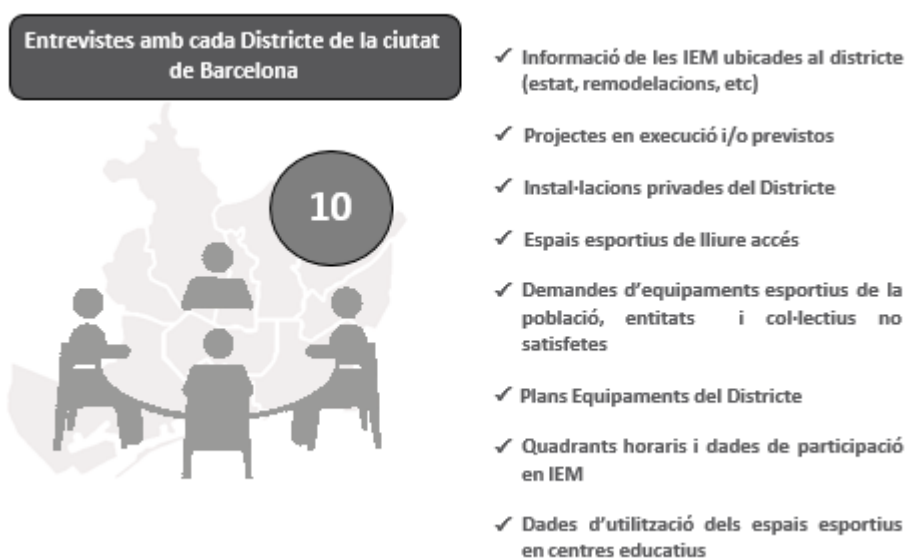 Entrevistes amb cada Districte de la ciutat
de Barcelona
10
✓ Informació de les IEM ubicades al districte
(estat, remodelacions, etc)
✓ Projectes en execució i/o previstos
✓ Instal·lacions privades del Districte
✓ Espais esportius de lliure accés
✓ Demandes d'equipaments esportius de la
població, entitats i col·lectius no
satisfetes
✓ Plans Equipaments del Districte
✓ Quadrants horaris i dades de participació
en IEM
✓ Dades d'utilització dels espais esportius
en centres educatius